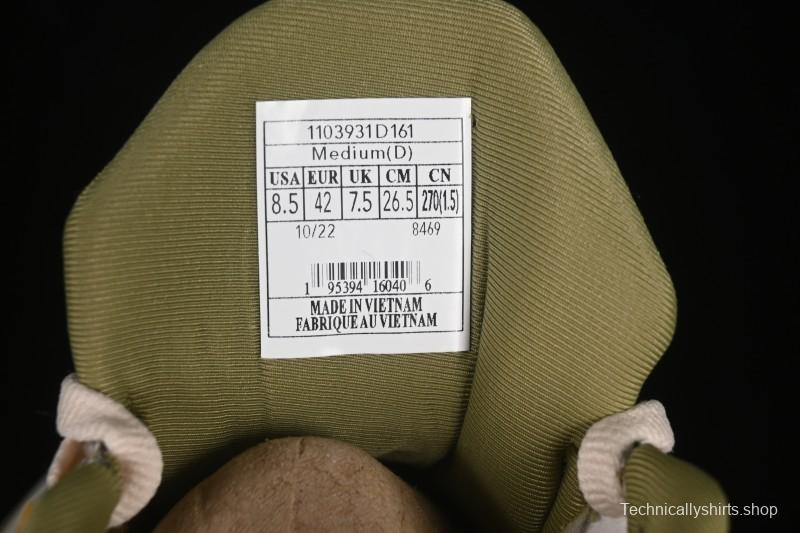 1103931D161
Medium(D)
USA EUR UK CM CN
8.5 42 7.5 26.5 270(1.5)
10/22 8469
1 95394 16040 6
MADE IN VIETNAM
FABRIQUE AU VIETNAM
Technicallyshirts.shop